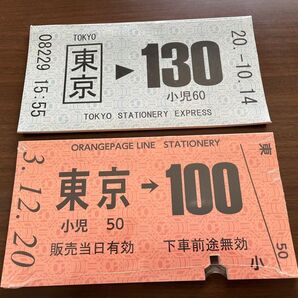 TOKYO
08229 15:55
東京
▶130
小児60
20.-10.14
TOKYO STATIONERY EXPRESS
ORANGEPAGE LINE STATIONERY
3.12.20
東京→100
小児 50
販売当日有効 下車前途無効
東
50
小